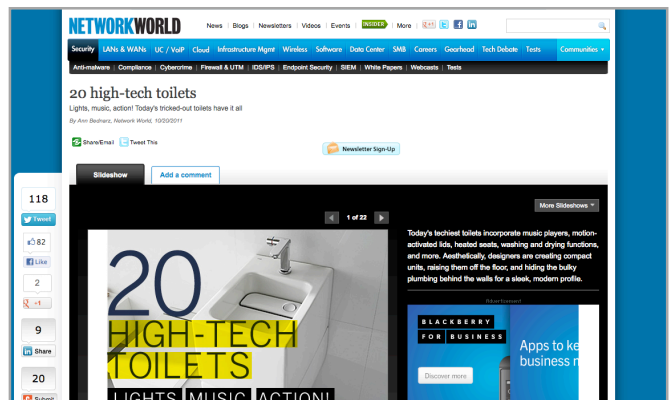 NETWORKWORLD
News | Blogs | Newsletters | Videos | Events | INSIDER | More | +1
Security LANs & WANs UC / VoIP Cloud Infrastructure Mgmt Wireless Software Data Center SMB Careers Gearhead Tech Debate Tests Communities
Anti-malware | Compliance | Cybercrime | Firewall & UTM | IDS/IPS | Endpoint Security | SIEM | White Papers | Webcasts | Tests
20 high-tech toilets
Lights, music, action! Today's tricked-out toilets have it all
By Ann Bednarz, Network World, 10/20/2011
Share/Email Tweet This
Newsletter Sign-Up
Slideshow Add a comment
118
Tweet
82
Like
2
+1
9
in Share
20
Submit
More Slideshows
1 of 22
Today's techiest toilets incorporate music players, motion-
activated lids, heated seats, washing and drying functions,
and more. Aesthetically, designers are creating compact
units, raising them off the floor, and hiding the bulky
plumbing behind the walls for a sleek, modern profile.
Advertisement
20
HIGH-TECH
TOILETS
LIGHTS MUSIC ACTION!
BLACKBERRY
FOR BUSINESS
Apps to ke
business m
Discover more